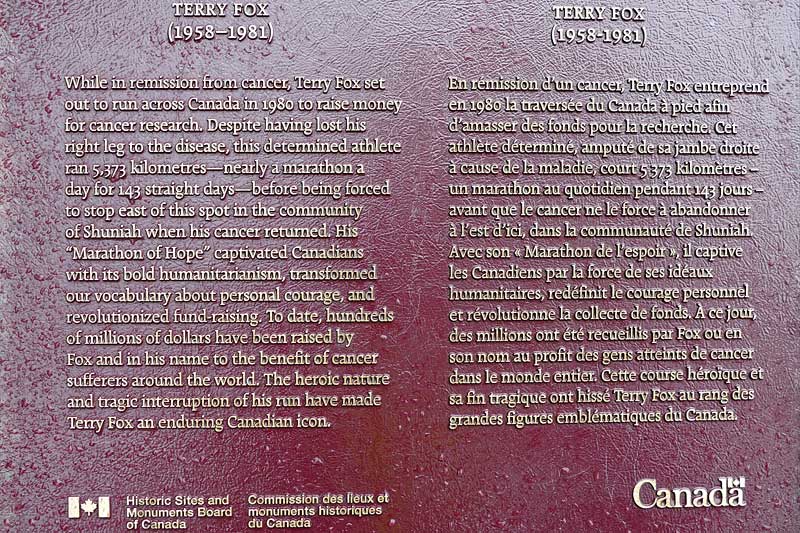 TERRY FOX
(1958–1981)
While in remission from cancer, Terry Fox set
out to run across Canada in 1980 to raise money
for cancer research. Despite having lost his
right leg to the disease, this determined athlete
ran 5,373 kilometres—nearly a marathon a
day for 143 straight days—before being forced
to stop east of this spot in the community
of Shuniah when his cancer returned. His
“Marathon of Hope” captivated Canadians
with its bold humanitarianism, transformed
our vocabulary about personal courage, and
revolutionized fund-raising. To date, hundreds
of millions of dollars have been raised by
Fox and in his name to the benefit of cancer
sufferers around the world. The heroic nature
and tragic interruption of his run have made
Terry Fox an enduring Canadian icon.
TERRY FOX
(1958-1981)
En rémission d’un cancer, Terry Fox entreprend
en 1980 la traversée du Canada à pied afin
d’amasser des fonds pour la recherche. Cet
athlète déterminé, amputé de sa jambe droite
à cause de la maladie, court 5 373 kilomètres –
un marathon au quotidien pendant 143 jours –
avant que le cancer ne le force à abandonner
à l’est d’ici, dans la communauté de Shuniah.
Avec son « Marathon de l’espoir », il captive
les Canadiens par la force de ses idéaux
humanitaires, redéfinit le courage personnel
et révolutionne la collecte de fonds. À ce jour,
des millions ont été recueillis par Fox ou en
son nom au profit des gens atteints de cancer
dans le monde entier. Cette course héroïque et
sa fin tragique ont hissé Terry Fox au rang des
grandes figures emblématiques du Canada.
Historic Sites and
Monuments Board
of Canada
Commission des lieux et
monuments historiques
du Canada
Canada